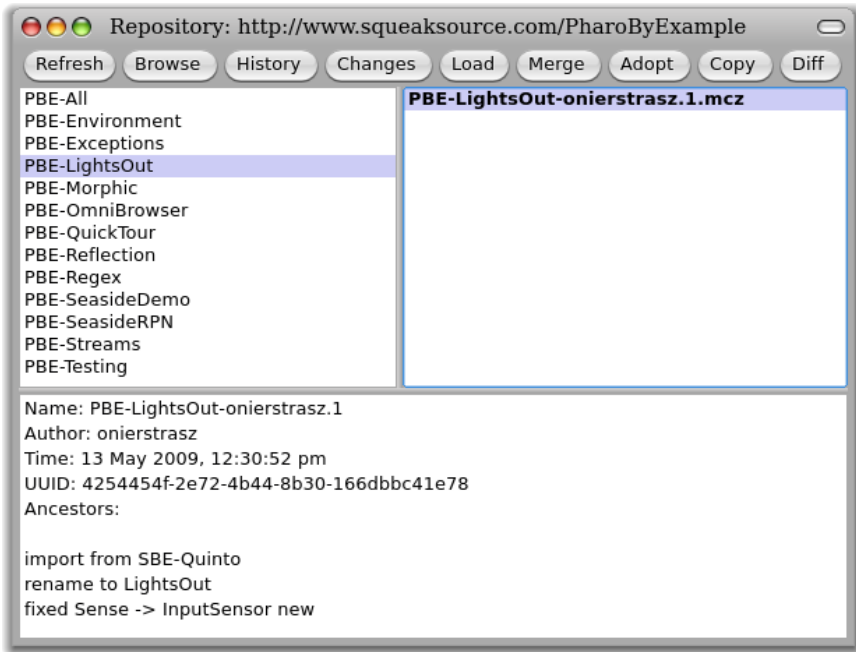 Repository: http://www.squeaksource.com/PharoByExample
Refresh Browse History Changes Load Merge Adopt Copy Diff
PBE-All
PBE-Environment
PBE-Exceptions
PBE-LightsOut
PBE-Morphic
PBE-OmniBrowser
PBE-QuickTour
PBE-Reflection
PBE-Regex
PBE-SeasideDemo
PBE-SeasideRPN
PBE-Streams
PBE-Testing
PBE-LightsOut-onierstrasz.1.mcz
Name: PBE-LightsOut-onierstrasz.1
Author: onierstrasz
Time: 13 May 2009, 12:30:52 pm
UUID: 4254454f-2e72-4b44-8b30-166dbbc41e78
Ancestors:
import from SBE-Quinto
rename to LightsOut
fixed Sense -> InputSensor new